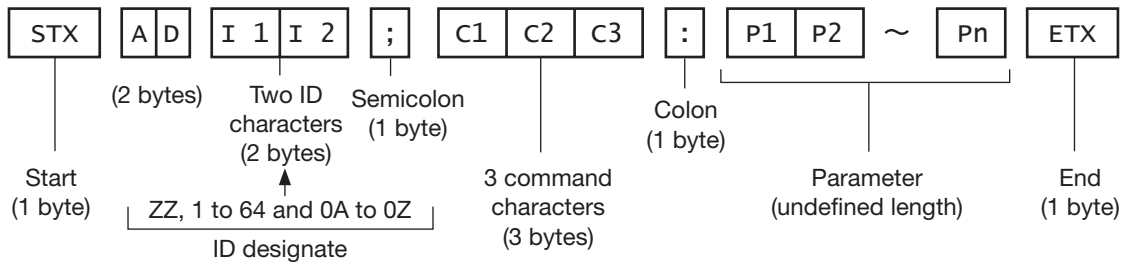 STX A D I 1 I 2 ; C1 C2 C3 : P1 P2 ～ Pn ETX
(2 bytes)
Two ID
characters
(2 bytes)
Semicolon
(1 byte)
Colon
(1 byte)
Start
(1 byte)
ZZ, 1 to 64 and 0A to 0Z
ID designate
3 command
characters
(3 bytes)
Parameter
(undefined length)
End
(1 byte)